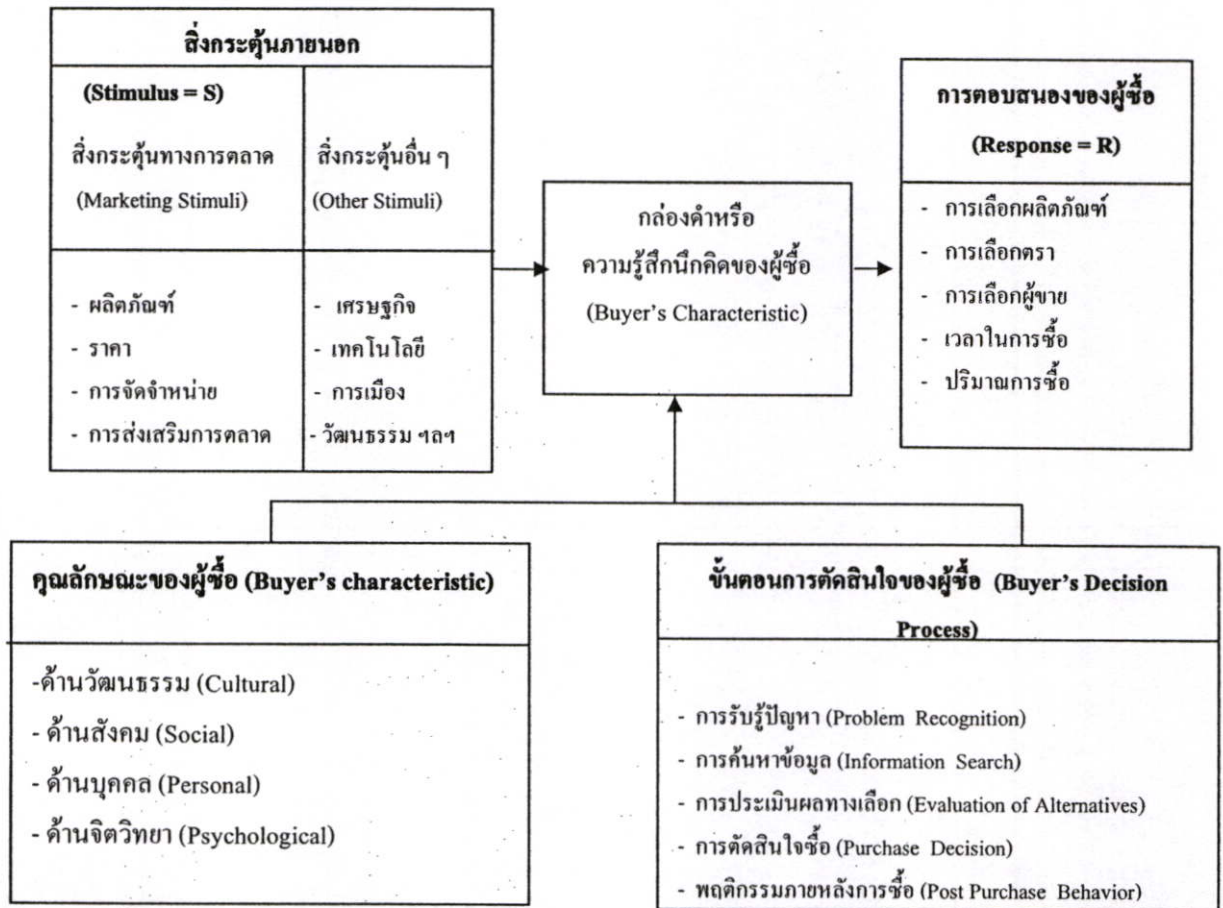 สิ่งกระตุ้นภายนอก
(Stimulus = S)
สิ่งกระตุ้นทางการตลาด
(Marketing Stimuli)
สิ่งกระตุ้นอื่น ๆ
(Other Stimuli)
- ผลิตภัณฑ์
- ราคา
- การจัดจำหน่าย
- การส่งเสริมการตลาด
- เศรษฐกิจ
- เทคโนโลยี
- การเมือง
- วัฒนธรรม ฯลฯ
กล่องดำหรือ
ความรู้สึกนึกคิดของผู้ซื้อ
(Buyer's Characteristic)
การตอบสนองของผู้ซื้อ
(Response = R)
- การเลือกผลิตภัณฑ์
- การเลือกตรา
- การเลือกผู้ขาย
- เวลาในการซื้อ
- ปริมาณการซื้อ
คุณลักษณะของผู้ซื้อ (Buyer's characteristic)
-ด้านวัฒนธรรม (Cultural)
- ด้านสังคม (Social)
- ด้านบุคคล (Personal)
- ด้านจิตวิทยา (Psychological)
ขั้นตอนการตัดสินใจของผู้ซื้อ (Buyer's Decision
Process)
- การรับรู้ปัญหา (Problem Recognition)
- การค้นหาข้อมูล (Information Search)
- การประเมินผลทางเลือก (Evaluation of Alternatives)
- การตัดสินใจซื้อ (Purchase Decision)
- พฤติกรรมภายหลังการซื้อ (Post Purchase Behavior)